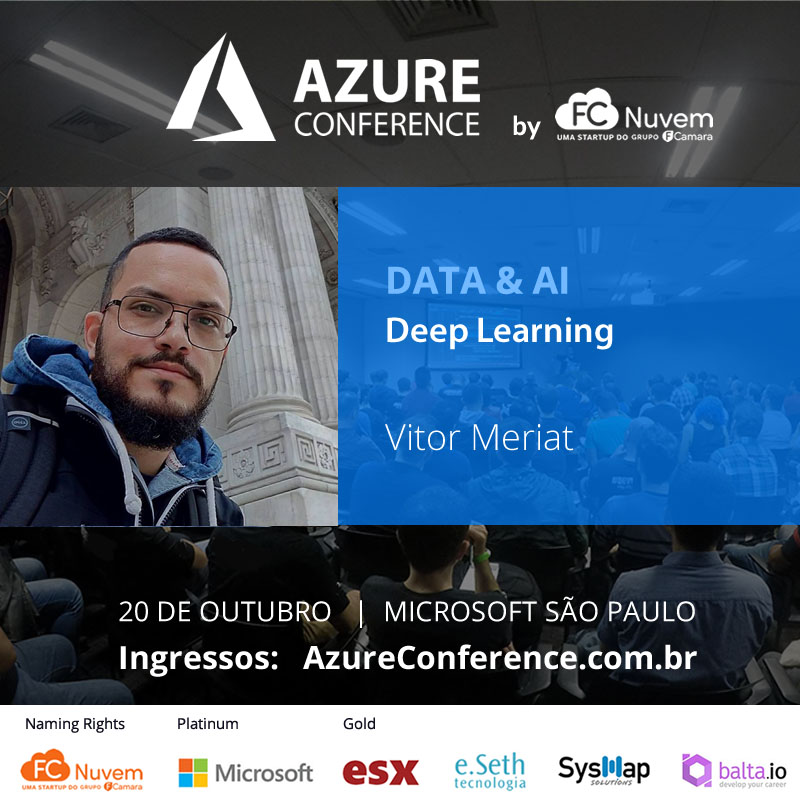 AZURE
CONFERENCE
by
FC Nuvem
UMA STARTUP DO GRUPO FCamara
DELL
DATA & AI
Deep Learning
Vitor Meriat
20 DE OUTUBRO | MICROSOFT SÃO PAULO
Ingressos: AzureConference.com.br
Naming Rights
Platinum
Gold
FC Nuvem
UMA STARTUP DO GRUPO FCamara
Microsoft
esx
e.Seth
tecnologia
SysMap
SOLUTIONS
balta.io
develop your career